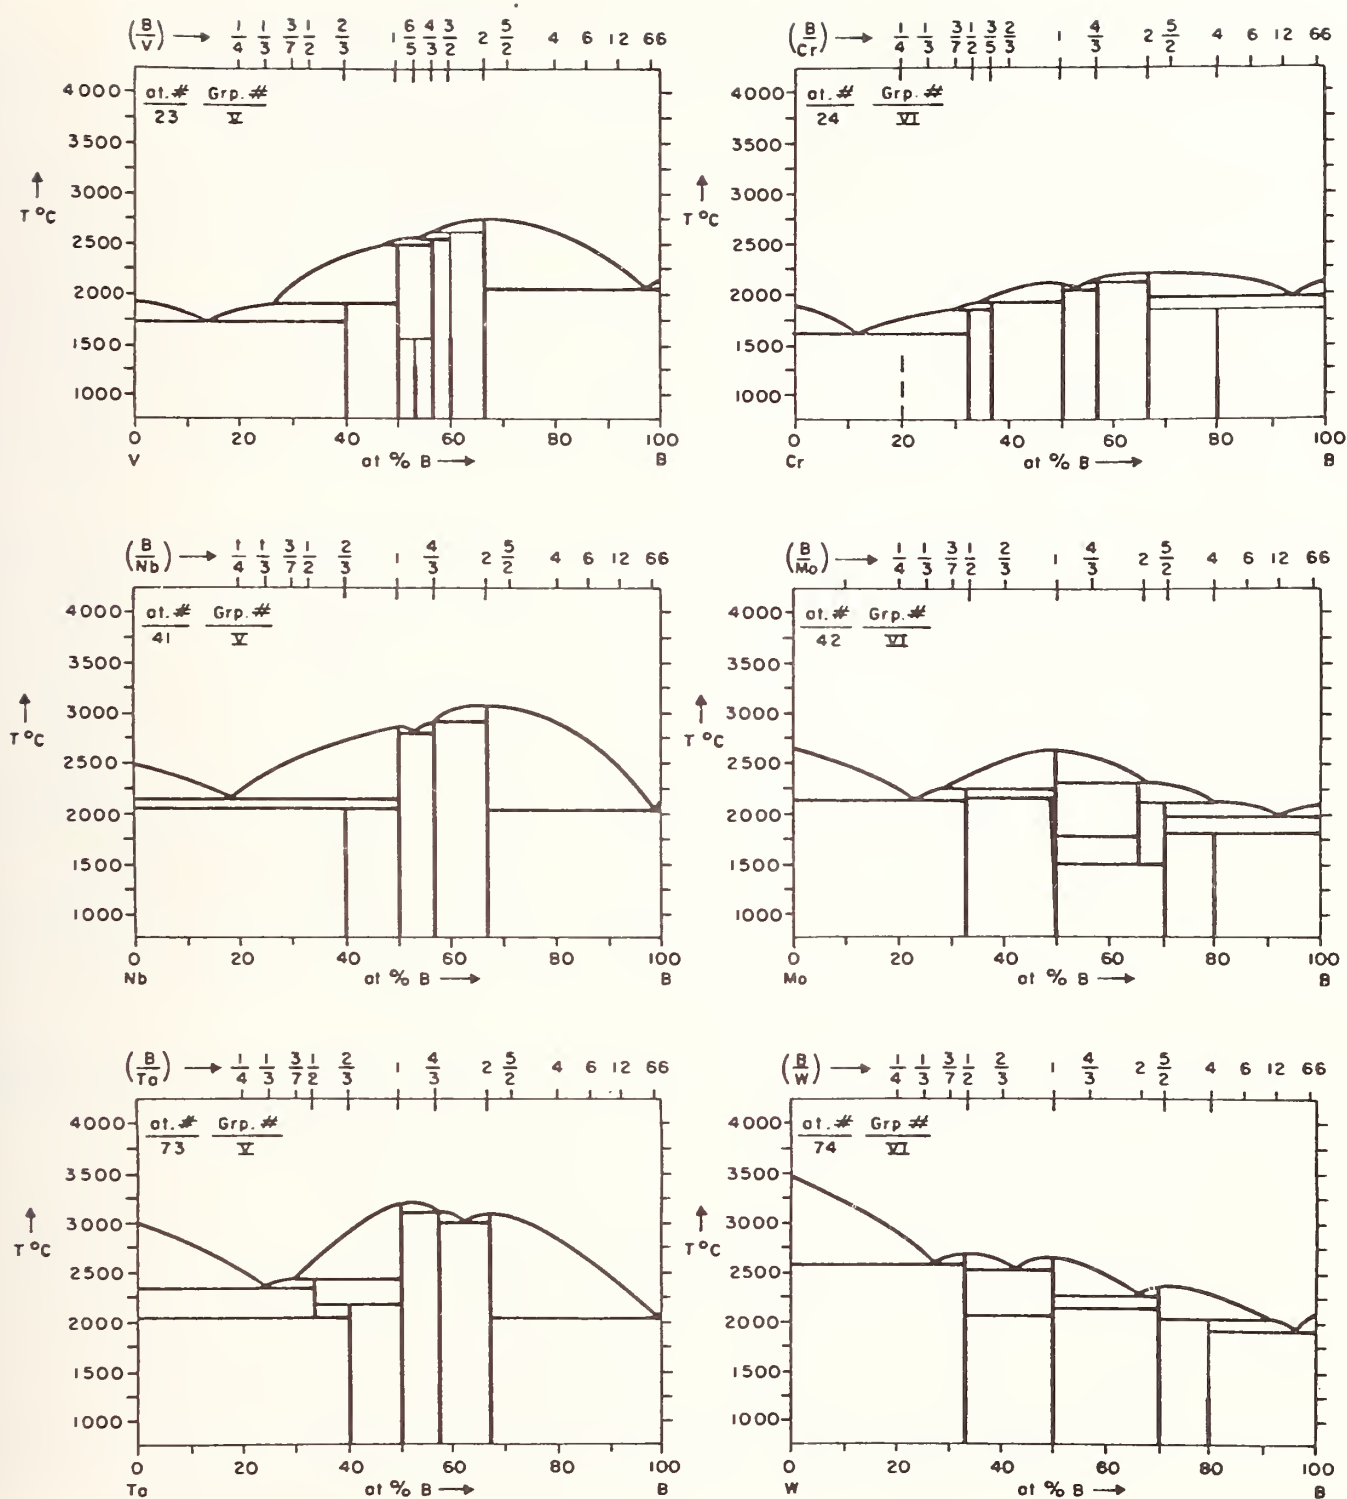 (B/V) → 1/4 1/3 3/7 1/2 2/3 1 6/5 4/3 3/2 2 5/2 4 6 12 66
at.# Grp.#
23 V
4000
3500
3000
2500
2000
1500
1000
T °C
0 20 40 60 80 100
V at % B → B
(B/Cr) → 1/4 1/3 3/7 1/2 3/5 2/3 1 4/3 2 5/2 4 6 12 66
at.# Grp.#
24 VI
4000
3500
3000
2500
2000
1500
1000
T °C
0 20 40 60 80 100
Cr at % B → B
(B/Nb) → 1/4 1/3 3/7 1/2 2/3 1 4/3 2 5/2 4 6 12 66
at.# Grp.#
41 V
4000
3500
3000
2500
2000
1500
1000
T °C
0 20 40 60 80 100
Nb at % B → B
(B/Mo) → 1/4 1/3 3/7 1/2 2/3 1 4/3 2 5/2 4 6 12 66
at.# Grp.#
42 VI
4000
3500
3000
2500
2000
1500
1000
T °C
0 20 40 60 80 100
Mo at % B → B
(B/Ta) → 1/4 1/3 3/7 1/2 2/3 1 4/3 2 5/2 4 6 12 66
at.# Grp.#
73 V
4000
3500
3000
2500
2000
1500
1000
T °C
0 20 40 60 80 100
Ta at % B → B
(B/W) → 1/4 1/3 3/7 1/2 2/3 1 4/3 2 5/2 4 6 12 66
at.# Grp.#
74 VI
4000
3500
3000
2500
2000
1500
1000
T °C
0 20 40 60 80 100
W at % B → B